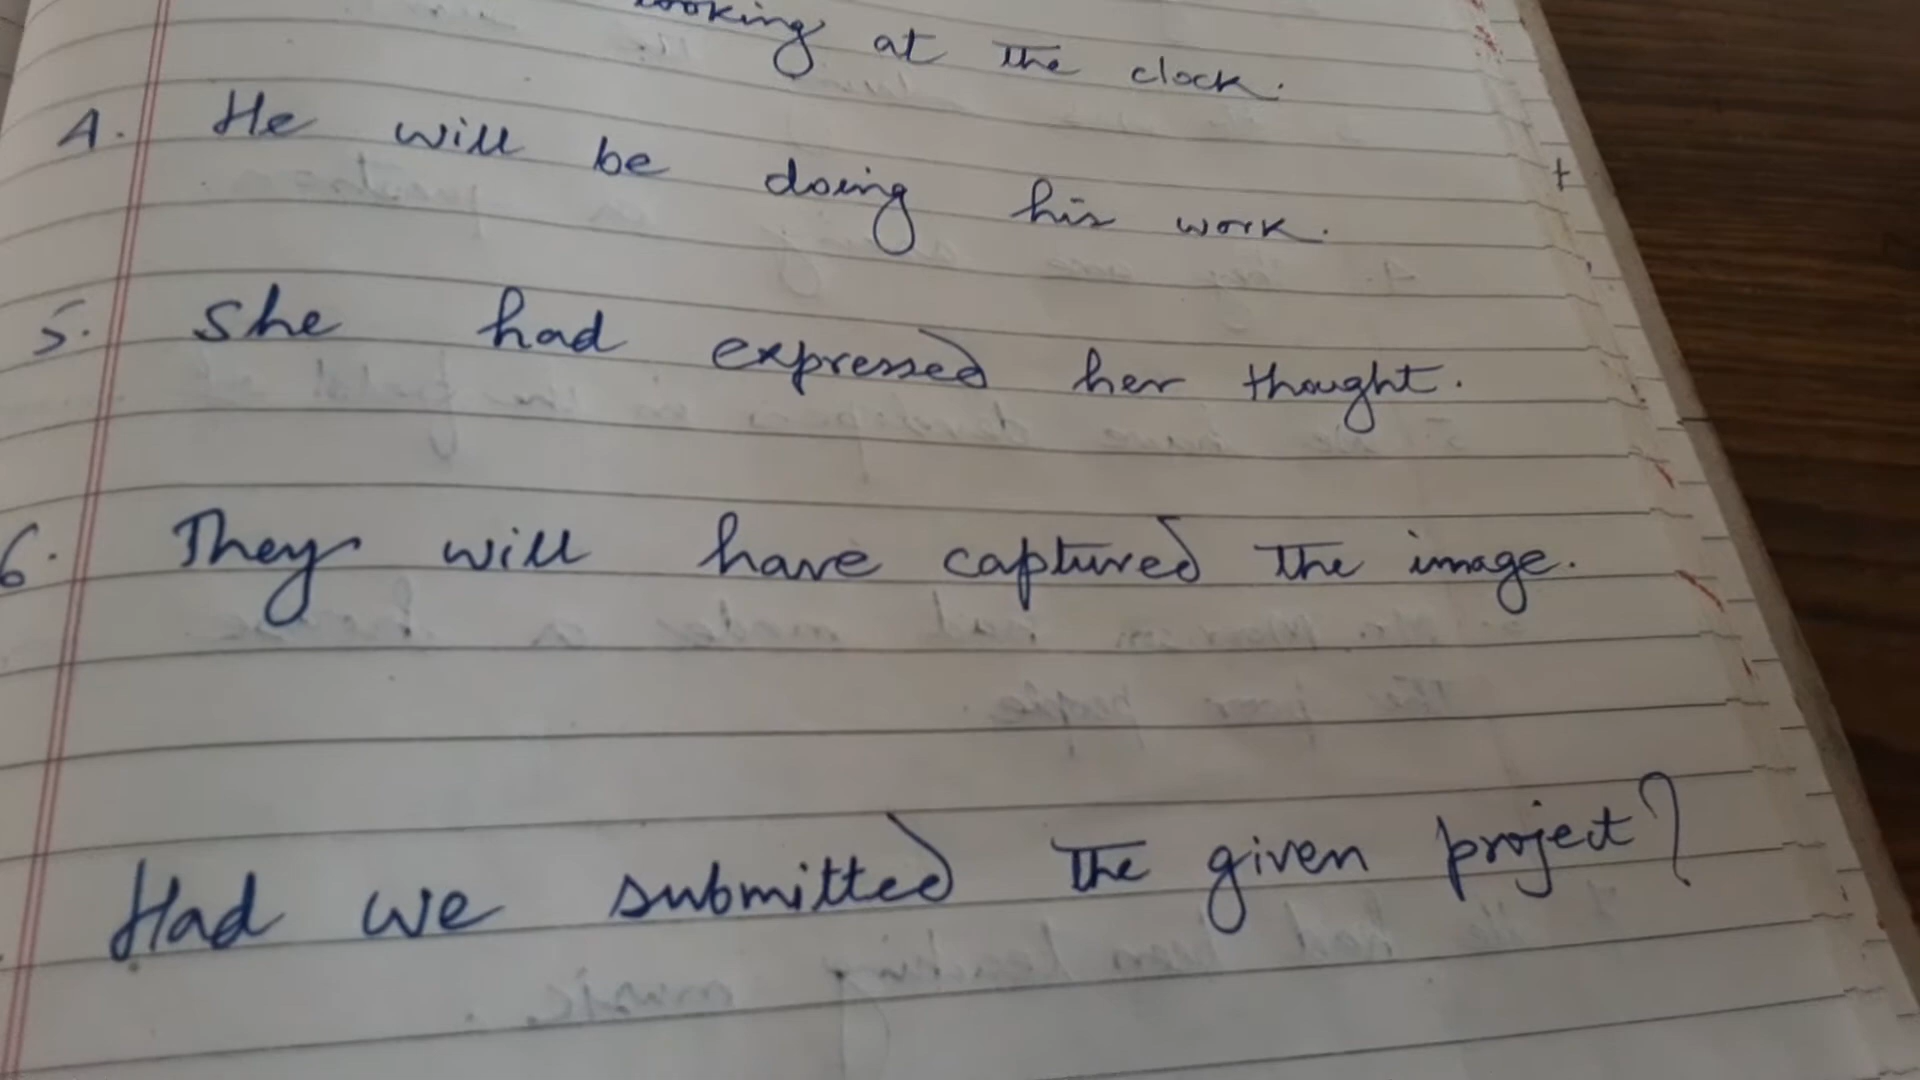 looking at the clock.
4. He will be doing his work.
5. She had expressed her thought.
6. They will have captured the image.
Had we submitted the given project?